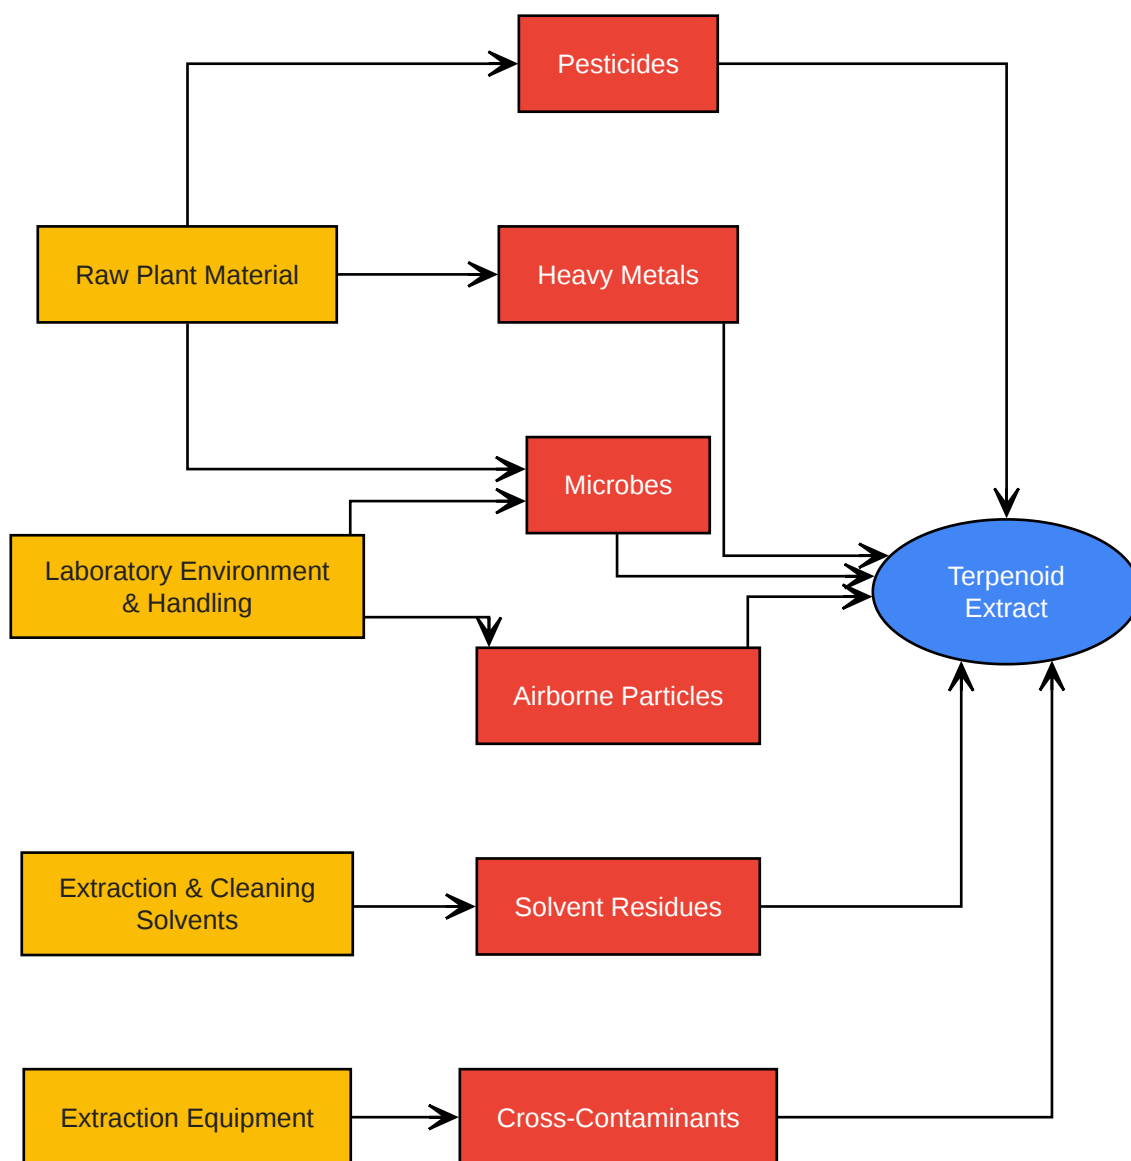 Pesticides
Raw Plant Material
Heavy Metals
Microbes
Laboratory Environment
& Handling
Terpenoid
Extract
Airborne Particles
Extraction & Cleaning
Solvents
Solvent Residues
Extraction Equipment
Cross-Contaminants